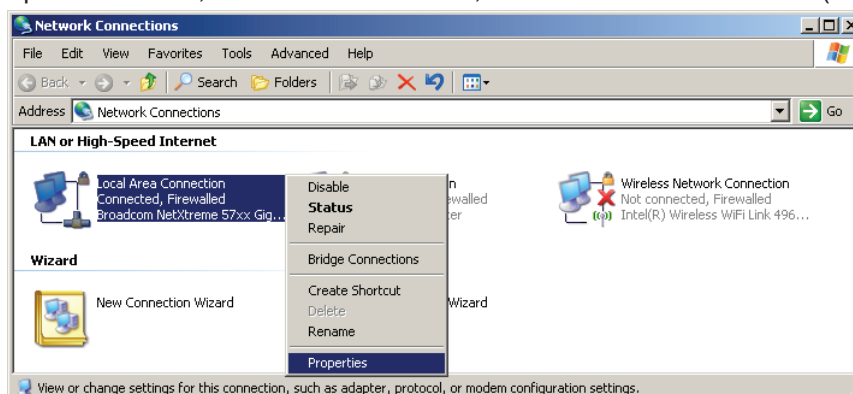 Network Connections
File Edit View Favorites Tools Advanced Help
Back Search Folders
Address Network Connections Go
LAN or High-Speed Internet
Local Area Connection
Connected, Firewalled
Broadcom NetXtreme 57xx Gig...
Wireless Network Connection
Not connected, Firewalled
Intel(R) Wireless WiFi Link 496...
Disable
Status
Repair
Bridge Connections
Create Shortcut
Delete
Rename
Properties
Wizard
New Connection Wizard
Wizard
View or change settings for this connection, such as adapter, protocol, or modem configuration settings.